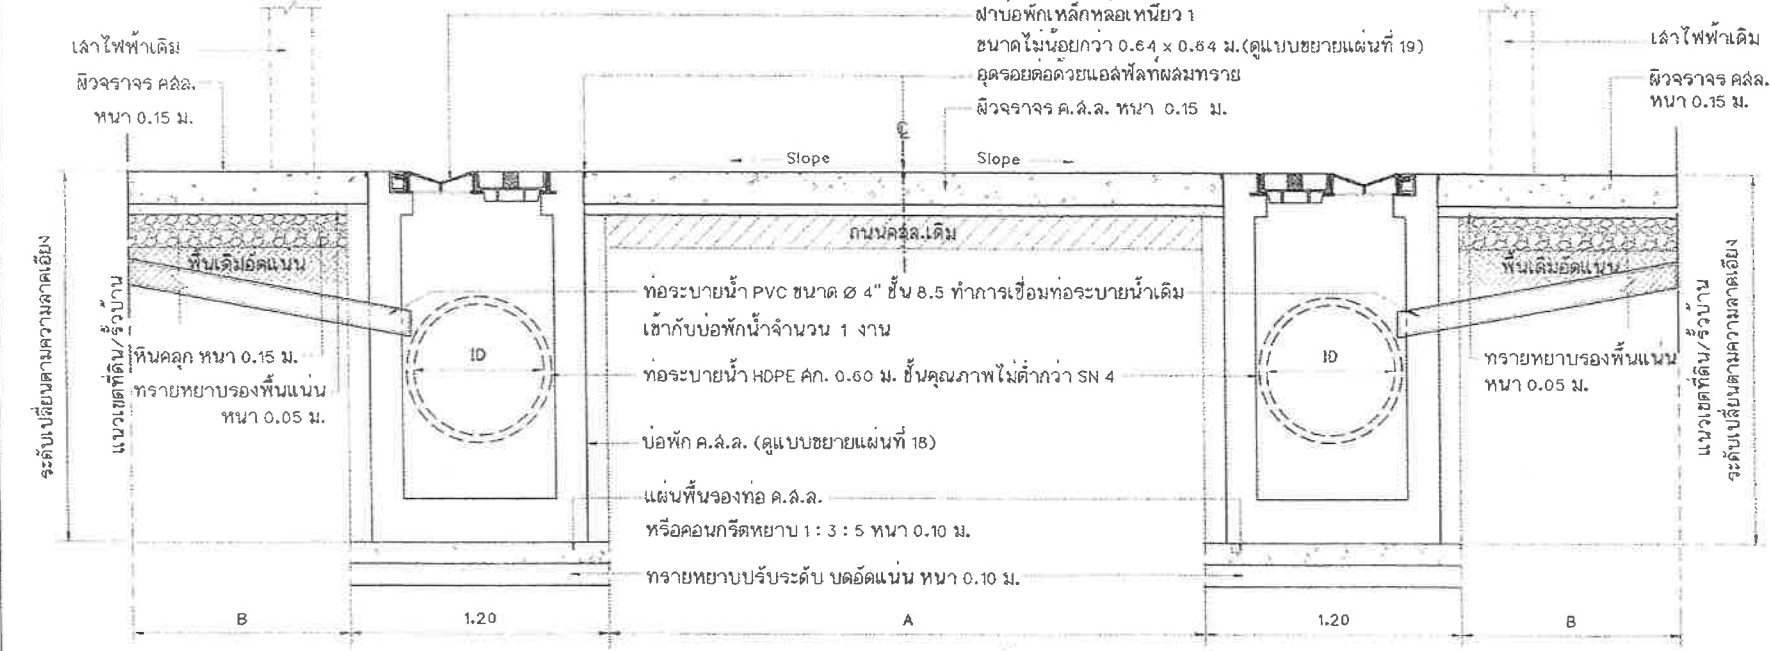 ฝาบ่อพักเหล็กหล่อเหนียว 1
ขนาดไม่น้อยกว่า 0.64 x 0.64 ม.(ดูแบบขยายแผ่นที่ 19)
อุดรอยต่อด้วยแอสฟัลท์ผสมทราย
ผิวจราจร ค.ส.ล. หนา 0.15 ม.
เสาไฟฟ้าเดิม
ผิวจราจร คสล.
หนา 0.15 ม.
เสาไฟฟ้าเดิม
ผิวจราจร คสล.
หนา 0.15 ม.
℄
Slope
Slope
ถนนคสล.เดิม
พื้นเดิมอัดแน่น
พื้นเดิมอัดแน่น
ระดับเปลี่ยนตามความลาดเอียง
แนวเขตที่ดิน/รั้วบ้าน
ท่อระบายน้ำ PVC ขนาด Ø 4" ชั้น 8.5 ทำการเชื่อมท่อระบายน้ำเดิม
เข้ากับบ่อพักน้ำจำนวน 1 งาน
ID
ID
หินคลุก หนา 0.15 ม.
ทรายหยาบรองพื้นแน่น
หนา 0.05 ม.
ท่อระบายน้ำ HDPE ศก. 0.60 ม. ชั้นคุณภาพไม่ต่ำกว่า SN 4
ทรายหยาบรองพื้นแน่น
หนา 0.05 ม.
แนวเขตที่ดิน/รั้วบ้าน
ระดับเปลี่ยนตามความลาดเอียง
บ่อพัก ค.ส.ล. (ดูแบบขยายแผ่นที่ 18)
แผ่นพื้นรองท่อ ค.ส.ล.
หรือคอนกรีตหยาบ 1 : 3 : 5 หนา 0.10 ม.
ทรายหยาบปรับระดับ บดอัดแน่น หนา 0.10 ม.
B
1.20
A
1.20
B